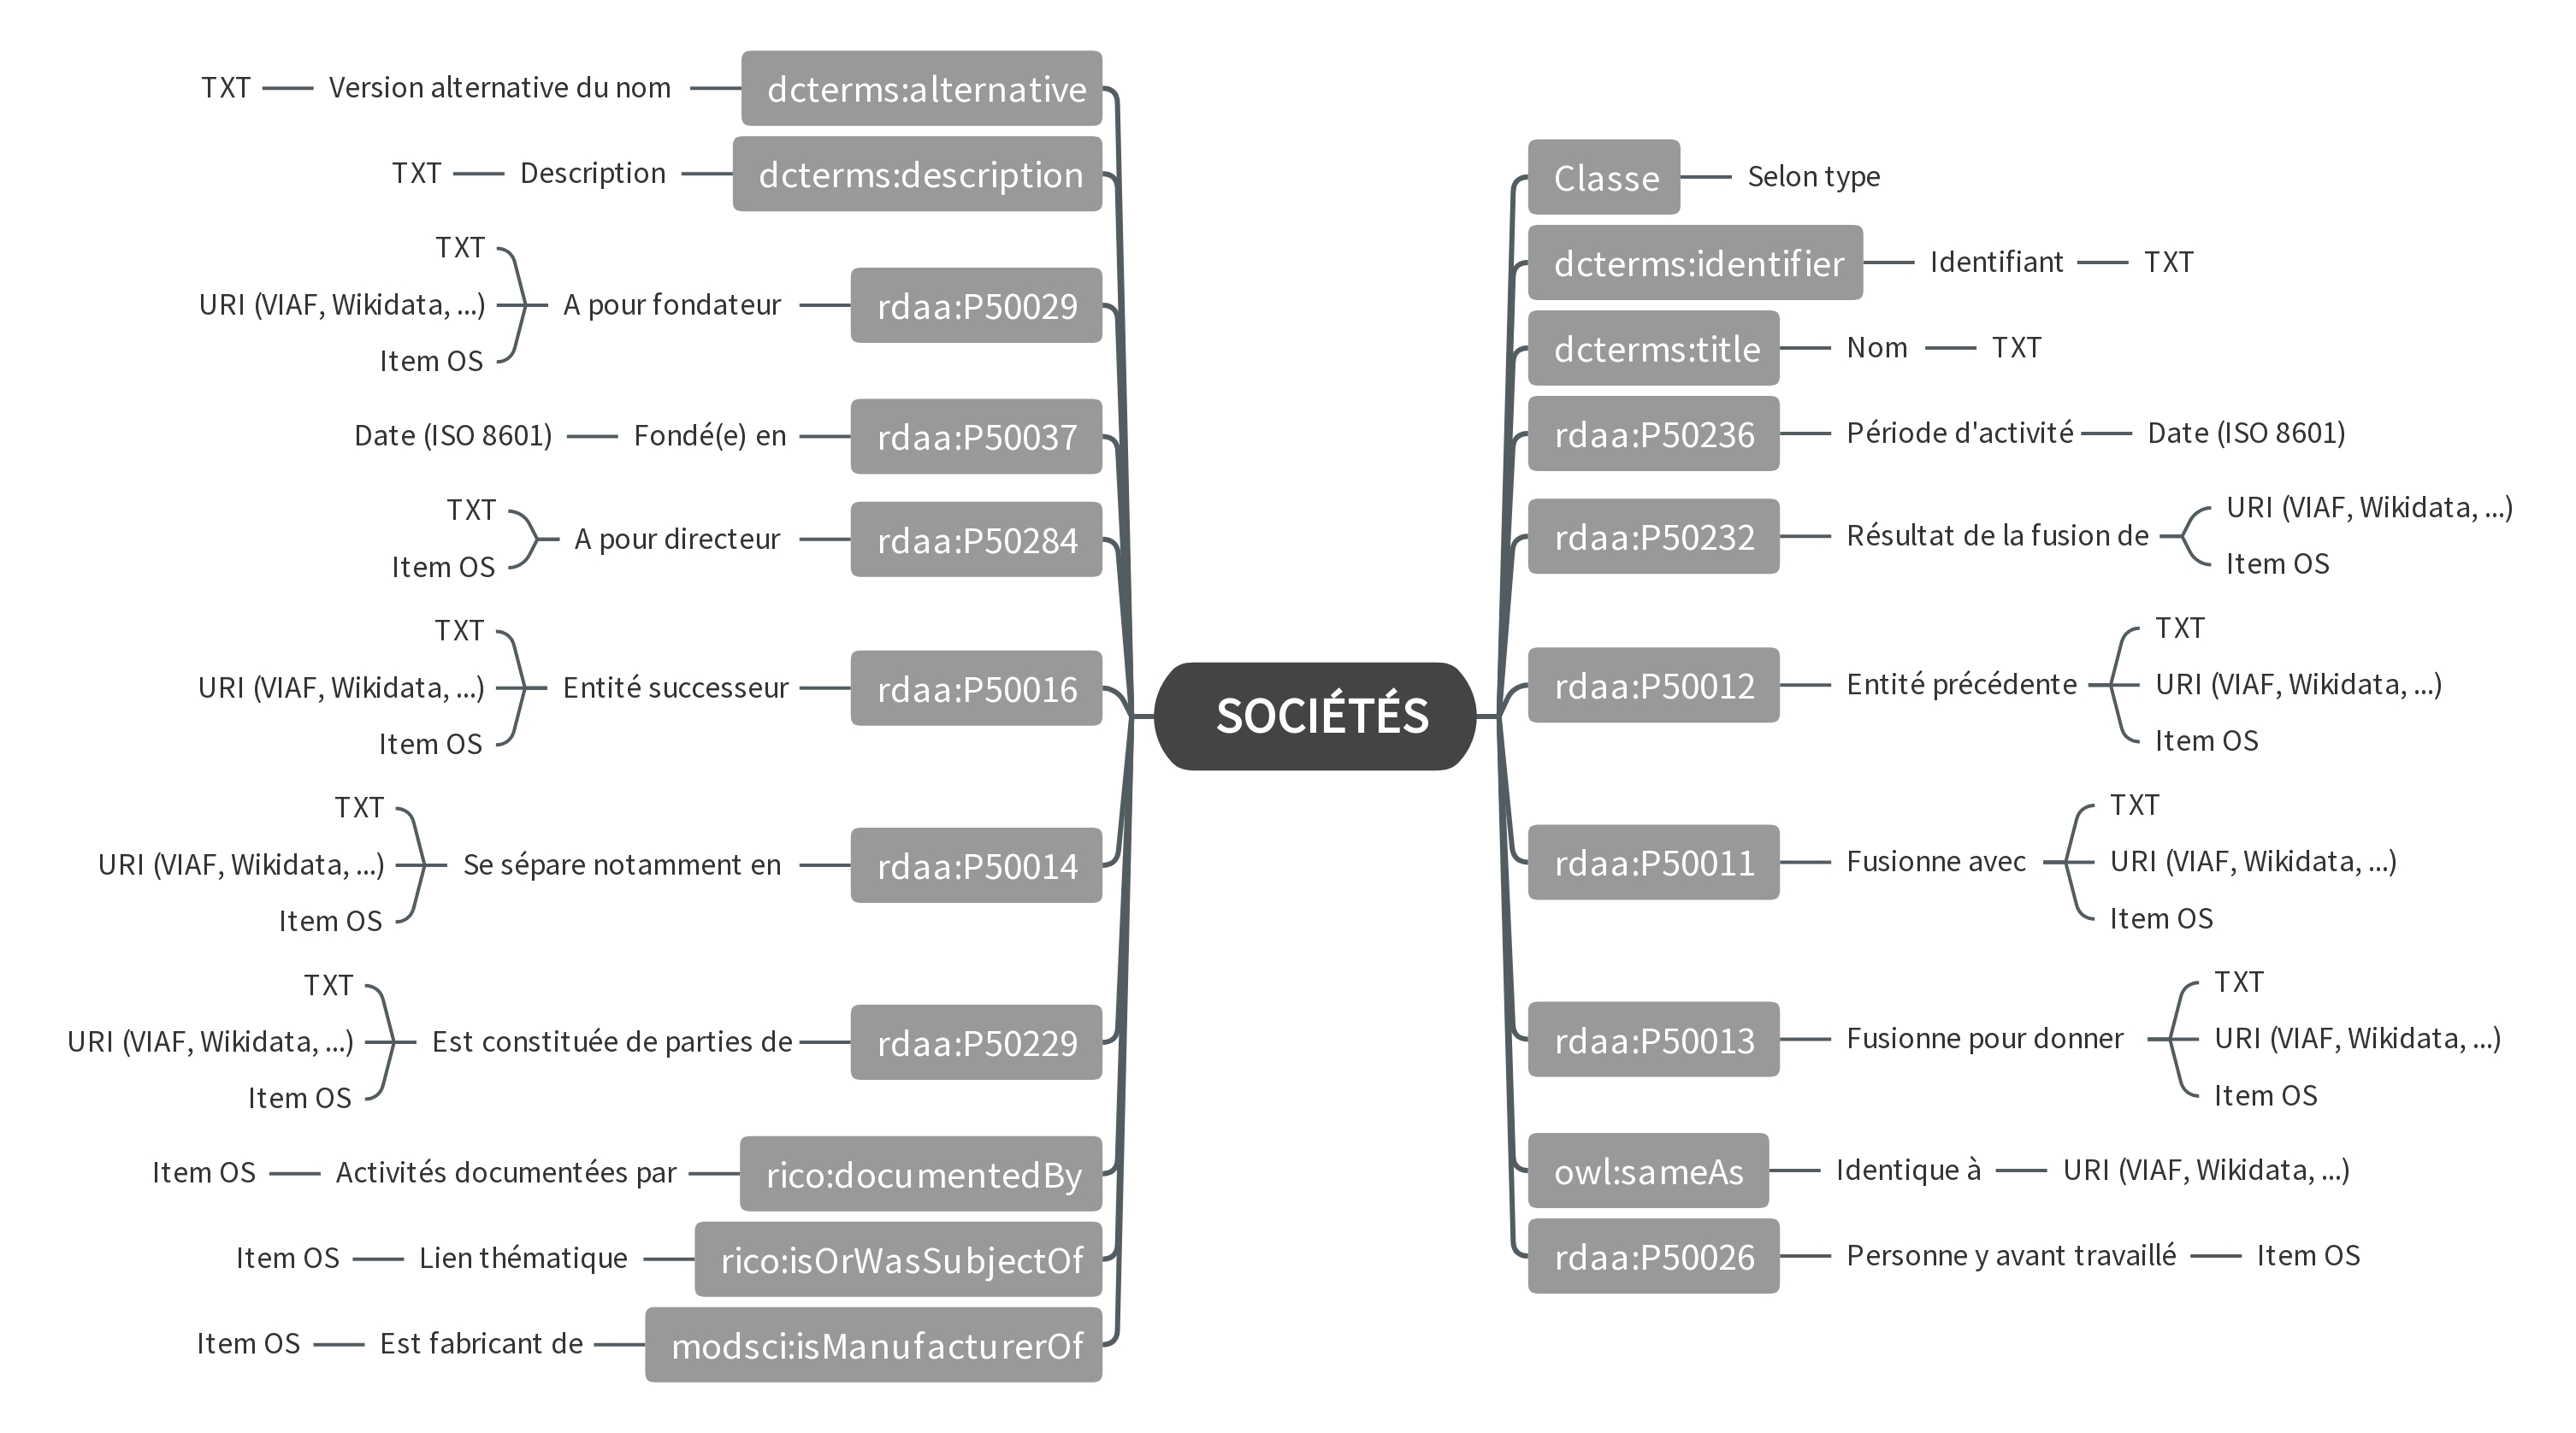 SOCIÉTÉS
dcterms:alternative
Version alternative du nom
TXT
dcterms:description
Description
TXT
rdaa:P50029
A pour fondateur
TXT
URI (VIAF, Wikidata, ...)
Item OS
rdaa:P50037
Fondé(e) en
Date (ISO 8601)
rdaa:P50284
A pour directeur
TXT
Item OS
rdaa:P50016
Entité successeur
TXT
URI (VIAF, Wikidata, ...)
Item OS
rdaa:P50014
Se sépare notamment en
TXT
URI (VIAF, Wikidata, ...)
Item OS
rdaa:P50229
Est constituée de parties de
TXT
URI (VIAF, Wikidata, ...)
Item OS
rico:documentedBy
Activités documentées par
Item OS
rico:isOrWasSubjectOf
Lien thématique
Item OS
modsci:isManufacturerOf
Est fabricant de
Item OS
Classe
Selon type
dcterms:identifier
Identifiant
TXT
dcterms:title
Nom
TXT
rdaa:P50236
Période d'activité
Date (ISO 8601)
rdaa:P50232
Résultat de la fusion de
URI (VIAF, Wikidata, ...)
Item OS
rdaa:P50012
Entité précédente
TXT
URI (VIAF, Wikidata, ...)
Item OS
rdaa:P50011
Fusionne avec
TXT
URI (VIAF, Wikidata, ...)
Item OS
rdaa:P50013
Fusionne pour donner
TXT
URI (VIAF, Wikidata, ...)
Item OS
owl:sameAs
Identique à
URI (VIAF, Wikidata, ...)
rdaa:P50026
Personne y avant travaillé
Item OS